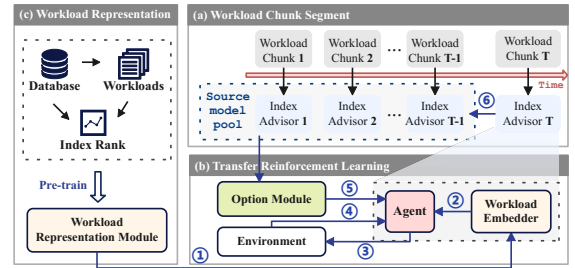 (c) Workload Representation
Database
Workloads
Index Rank
Pre-train
Workload
Representation Module
①
(a) Workload Chunk Segment
Workload
Chunk 1
Workload
Chunk 2
...
Workload
Chunk T-1
Workload
Chunk T
Time
Source
model
pool
Index
Advisor 1
Index
Advisor 2
...
Index
Advisor T-1
⑥
Index
Advisor T
(b) Transfer Reinforcement Learning
Option Module
⑤
④
Environment
③
Agent
②
Workload
Embedder